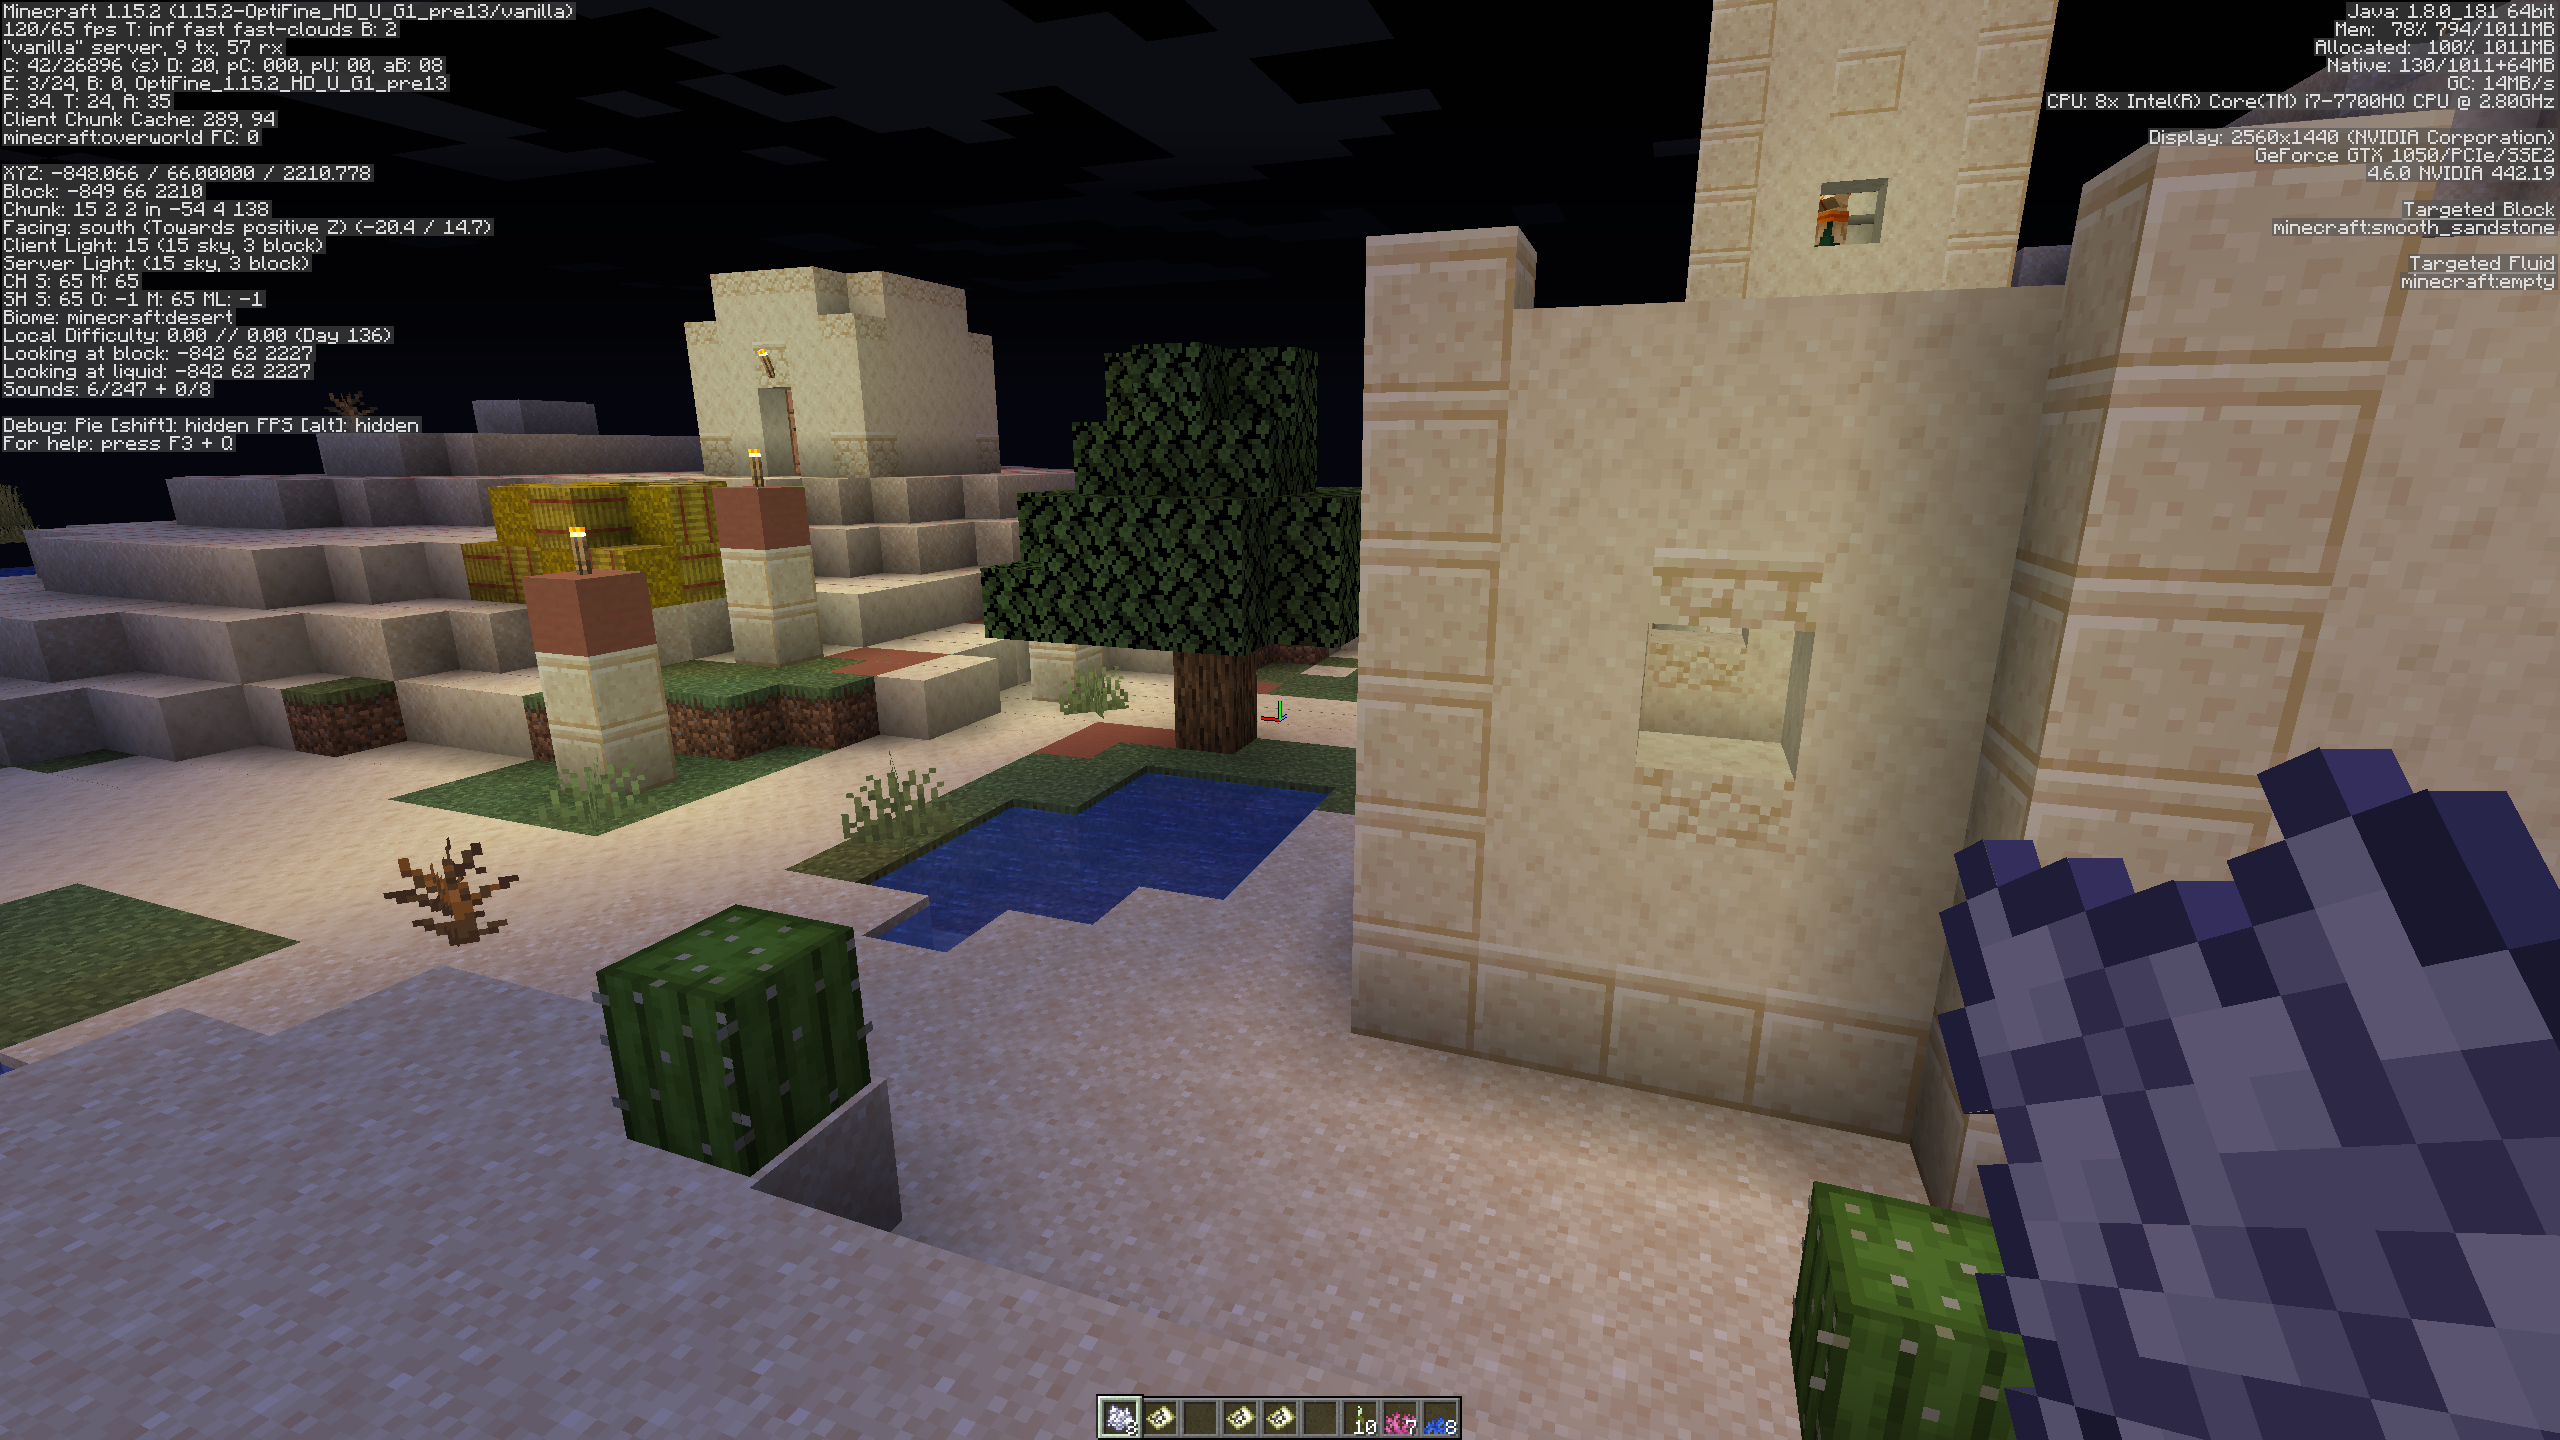 Minecraft 1.15.2 (1.15.2-OptiFine_HD_U_G1_pre13/vanilla)
120/65 fps T: inf fast fast-clouds B: 2
"vanilla" server, 9 tx, 57 rx
C: 42/26896 (s) D: 20, pC: 000, pU: 00, aB: 08
E: 3/24, B: 0, OptiFine_1.15.2_HD_U_G1_pre13
P: 34. T: 24, A: 35
Client Chunk Cache: 289, 94
minecraft:overworld FC: 0
XYZ: -848.066 / 66.00000 / 2210.778
Block: -849 66 2210
Chunk: 15 2 2 in -54 4 138
Facing: south (Towards positive Z) (-20.4 / 14.7)
Client Light: 15 (15 sky, 3 block)
Server Light: (15 sky, 3 block)
CH S: 65 M: 65
SH S: 65 O: -1 M: 65 ML: -1
Biome: minecraft:desert
Local Difficulty: 0.00 // 0.00 (Day 136)
Looking at block: -842 62 2227
Looking at liquid: -842 62 2227
Sounds: 6/247 + 0/8
Debug: Pie [shift]: hidden FPS [alt]: hidden
For help: press F3 + Q
Java: 1.8.0_181 64bit
Mem: 78% 794/1011MB
Allocated: 100% 1011MB
Native: 130/1011+64MB
GC: 14MB/s
CPU: 8x Intel(R) Core(TM) i7-7700HQ CPU @ 2.80GHz
Display: 2560x1440 (NVIDIA Corporation)
GeForce GTX 1050/PCIe/SSE2
4.6.0 NVIDIA 442.19
Targeted Block
minecraft:smooth_sandstone
Targeted Fluid
minecraft:empty
8 10 7 8